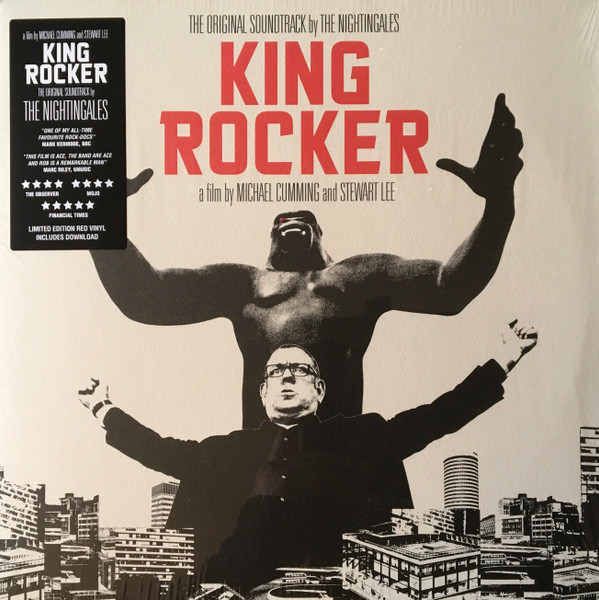 THE ORIGINAL SOUNDTRACK by THE NIGHTINGALES
KING
ROCKER
a film by MICHAEL CUMMING and STEWART LEE
a film by MICHAEL CUMMING and STEWART LEE
KING
ROCKER
THE ORIGINAL SOUNDTRACK by
THE NIGHTINGALES
"ONE OF MY ALL-TIME
FAVOURITE ROCK-DOCS"
MARK KERMODE, BBC
"THIS FILM IS ACE, THE BAND ARE ACE
AND ROB IS A REMARKABLE MAN"
MARC RILEY, 6MUSIC
★★★★ ★★★★
THE OBSERVER MOJO
★★★★★
FINANCIAL TIMES
LIMITED EDITION RED VINYL
INCLUDES DOWNLOAD